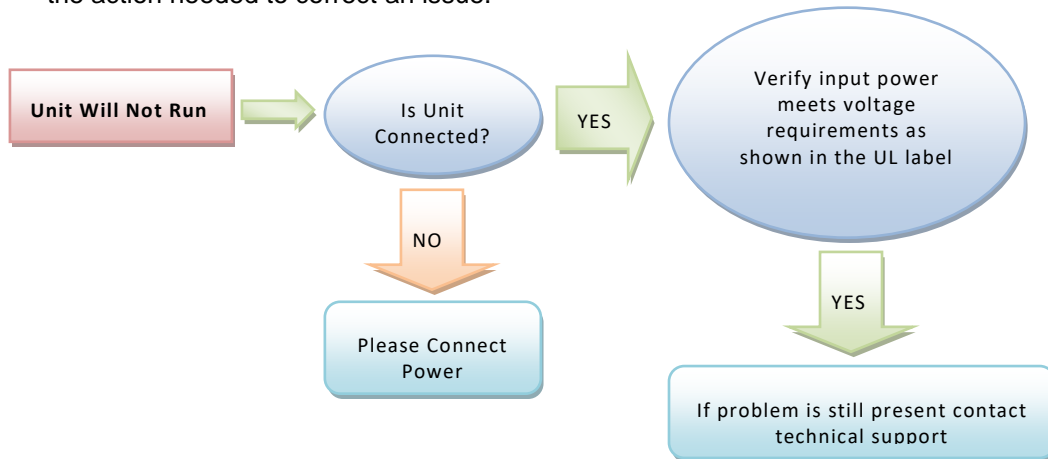 the action needed to correct an issue.
Unit Will Not Run
Is Unit
Connected?
YES
Verify input power
meets voltage
requirements as
shown in the UL label
NO
YES
Please Connect
Power
If problem is still present contact
technical support